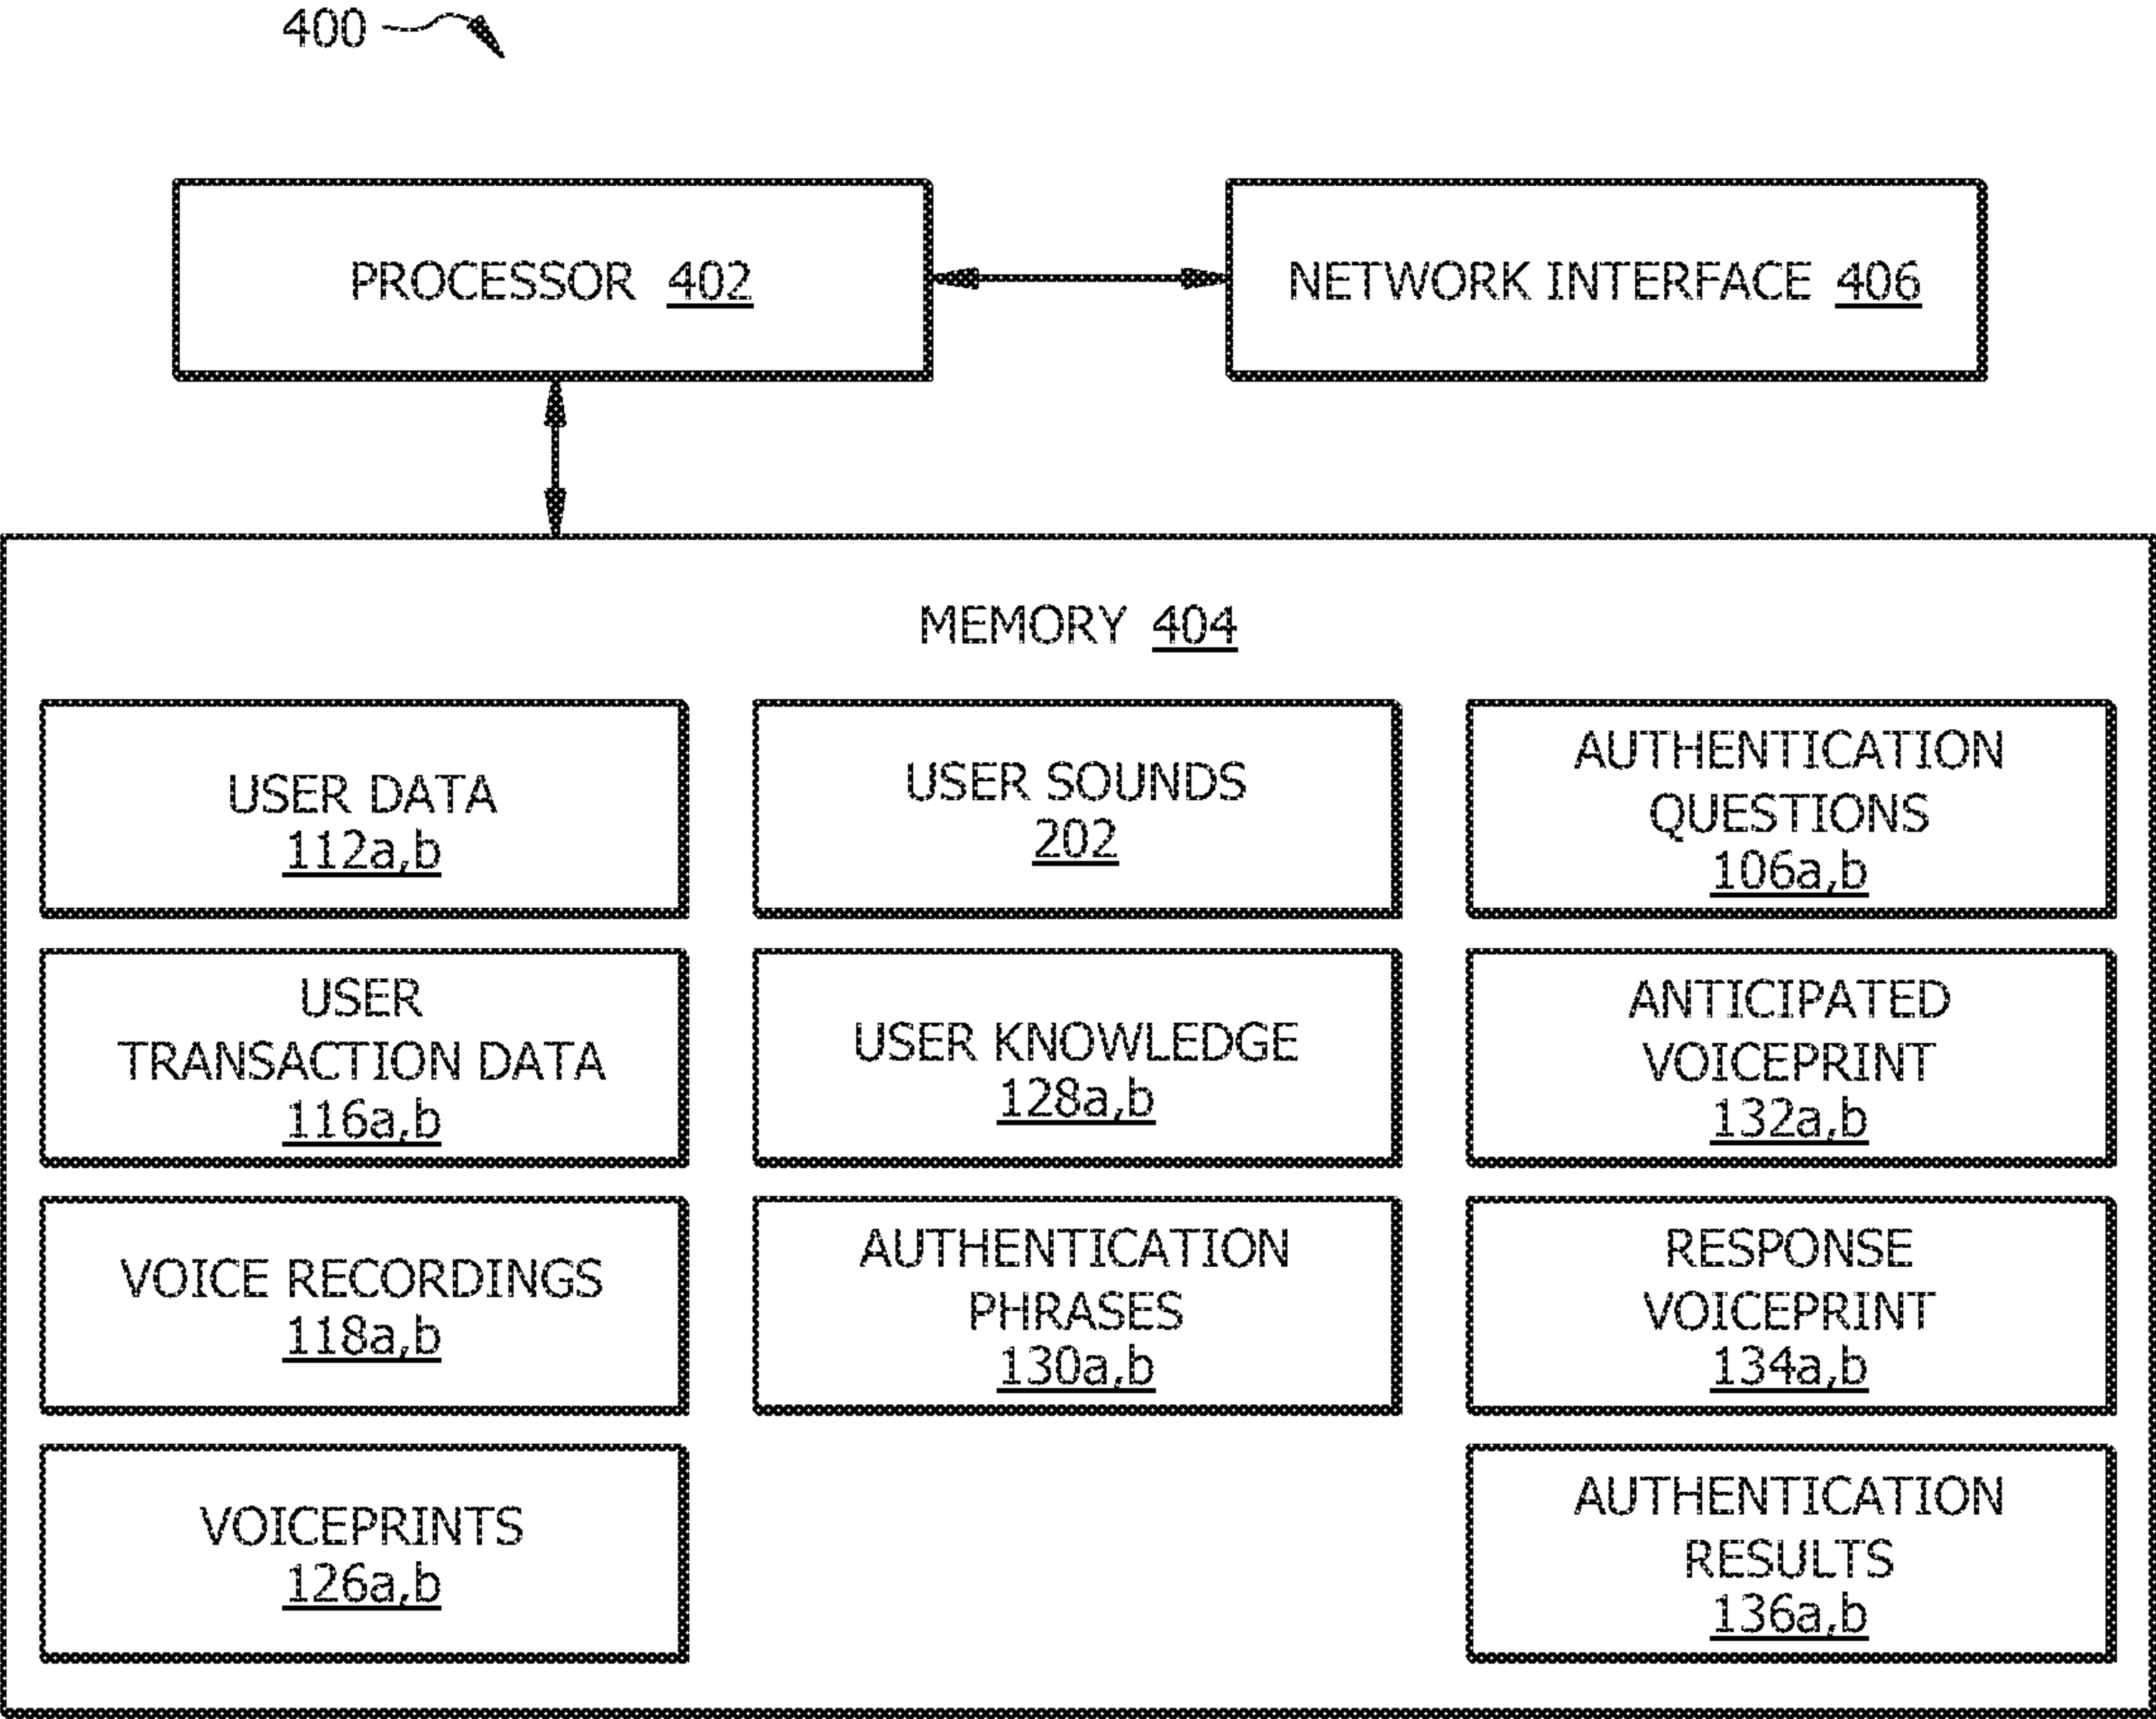 400
PROCESSOR 402
NETWORK INTERFACE 406
MEMORY 404
USER DATA
112a,b
USER SOUNDS
202
AUTHENTICATION
QUESTIONS
106a,b
USER
TRANSACTION DATA
116a,b
USER KNOWLEDGE
128a,b
ANTICIPATED
VOICEPRINT
132a,b
VOICE RECORDINGS
118a,b
AUTHENTICATION
PHRASES
130a,b
RESPONSE
VOICEPRINT
134a,b
VOICEPRINTS
126a,b
AUTHENTICATION
RESULTS
136a,b